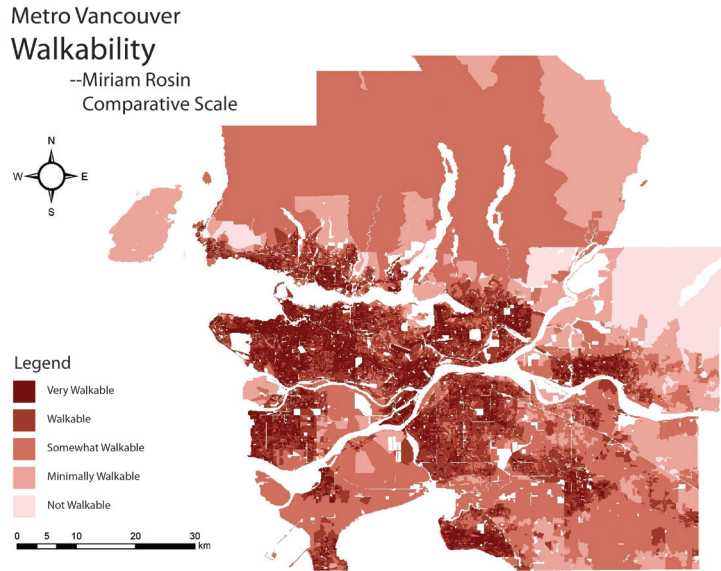 Metro Vancouver
Walkability
--Miriam Rosin
Comparative Scale
N
W E
S
Legend
Very Walkable
Walkable
Somewhat Walkable
Minimally Walkable
Not Walkable
0 5 10 20 30
km